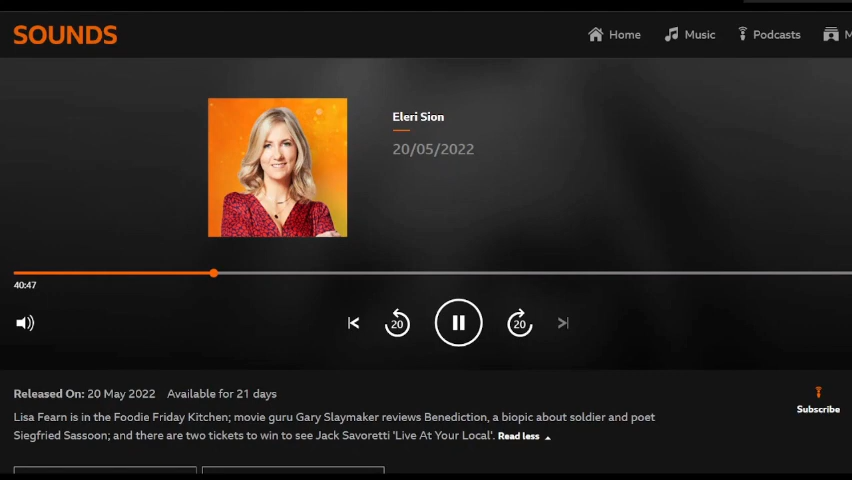 SOUNDS
Home
Music
Podcasts
M
Eleri Sion
20/05/2022
40:47
20
20
Released On: 20 May 2022 Available for 21 days
Lisa Fearn is in the Foodie Friday Kitchen; movie guru Gary Slaymaker reviews Benediction, a biopic about soldier and poet
Siegfried Sassoon; and there are two tickets to win to see Jack Savoretti 'Live At Your Local'. Read less
Subscribe